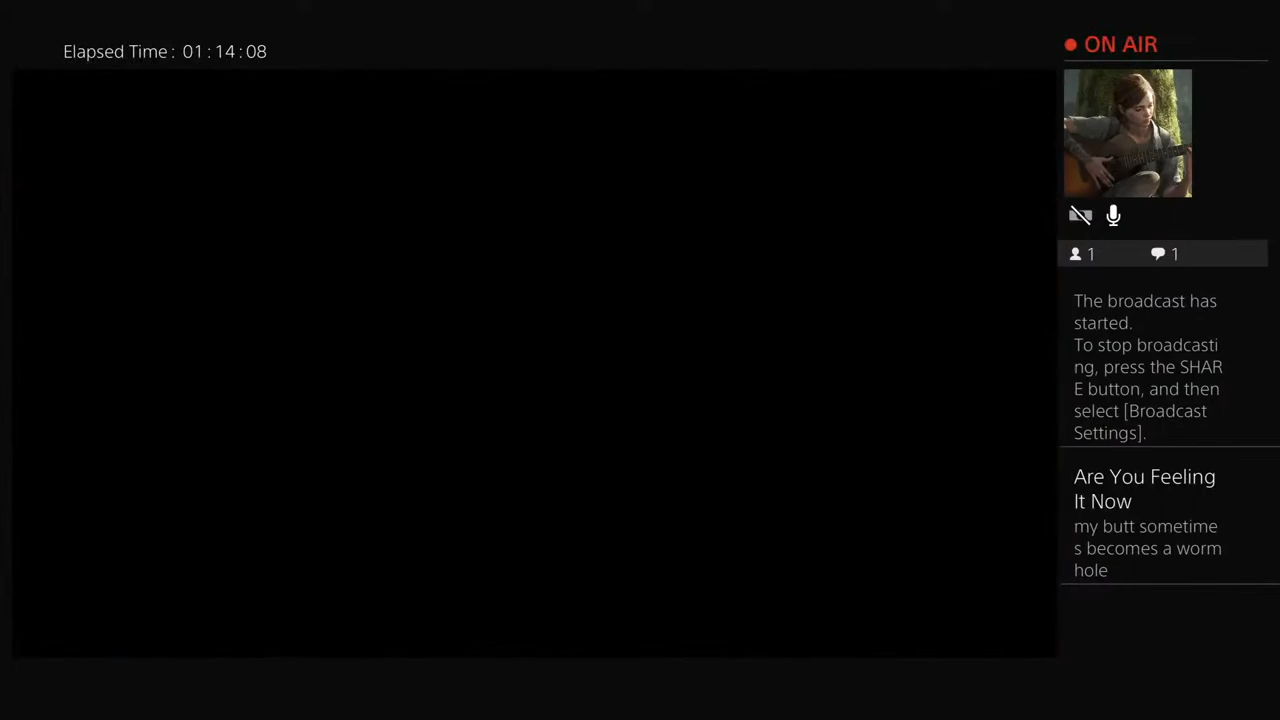 Elapsed Time: 01:14:08
ON AIR
1 1
The broadcast has
started.
To stop broadcasti
ng, press the SHAR
E button, and then
select [Broadcast
Settings].
Are You Feeling
It Now
my butt sometime
s becomes a worm
hole